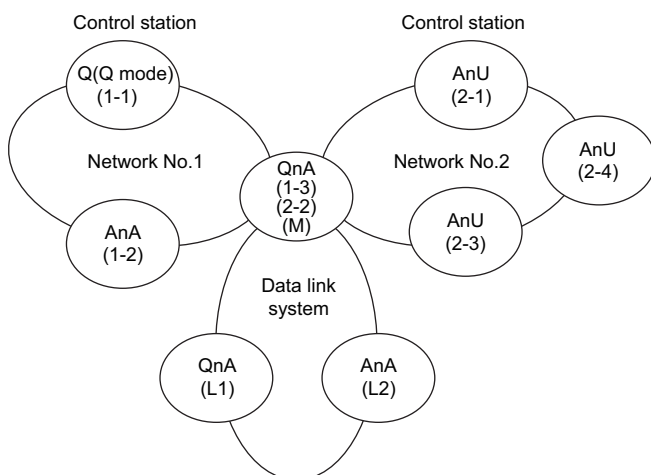 Control station
Control station
Q(Q mode)
(1-1)
AnU
(2-1)
Network No.1
QnA
(1-3)
(2-2)
(M)
Network No.2
AnU
(2-4)
AnA
(1-2)
AnU
(2-3)
Data link
system
QnA
(L1)
AnA
(L2)